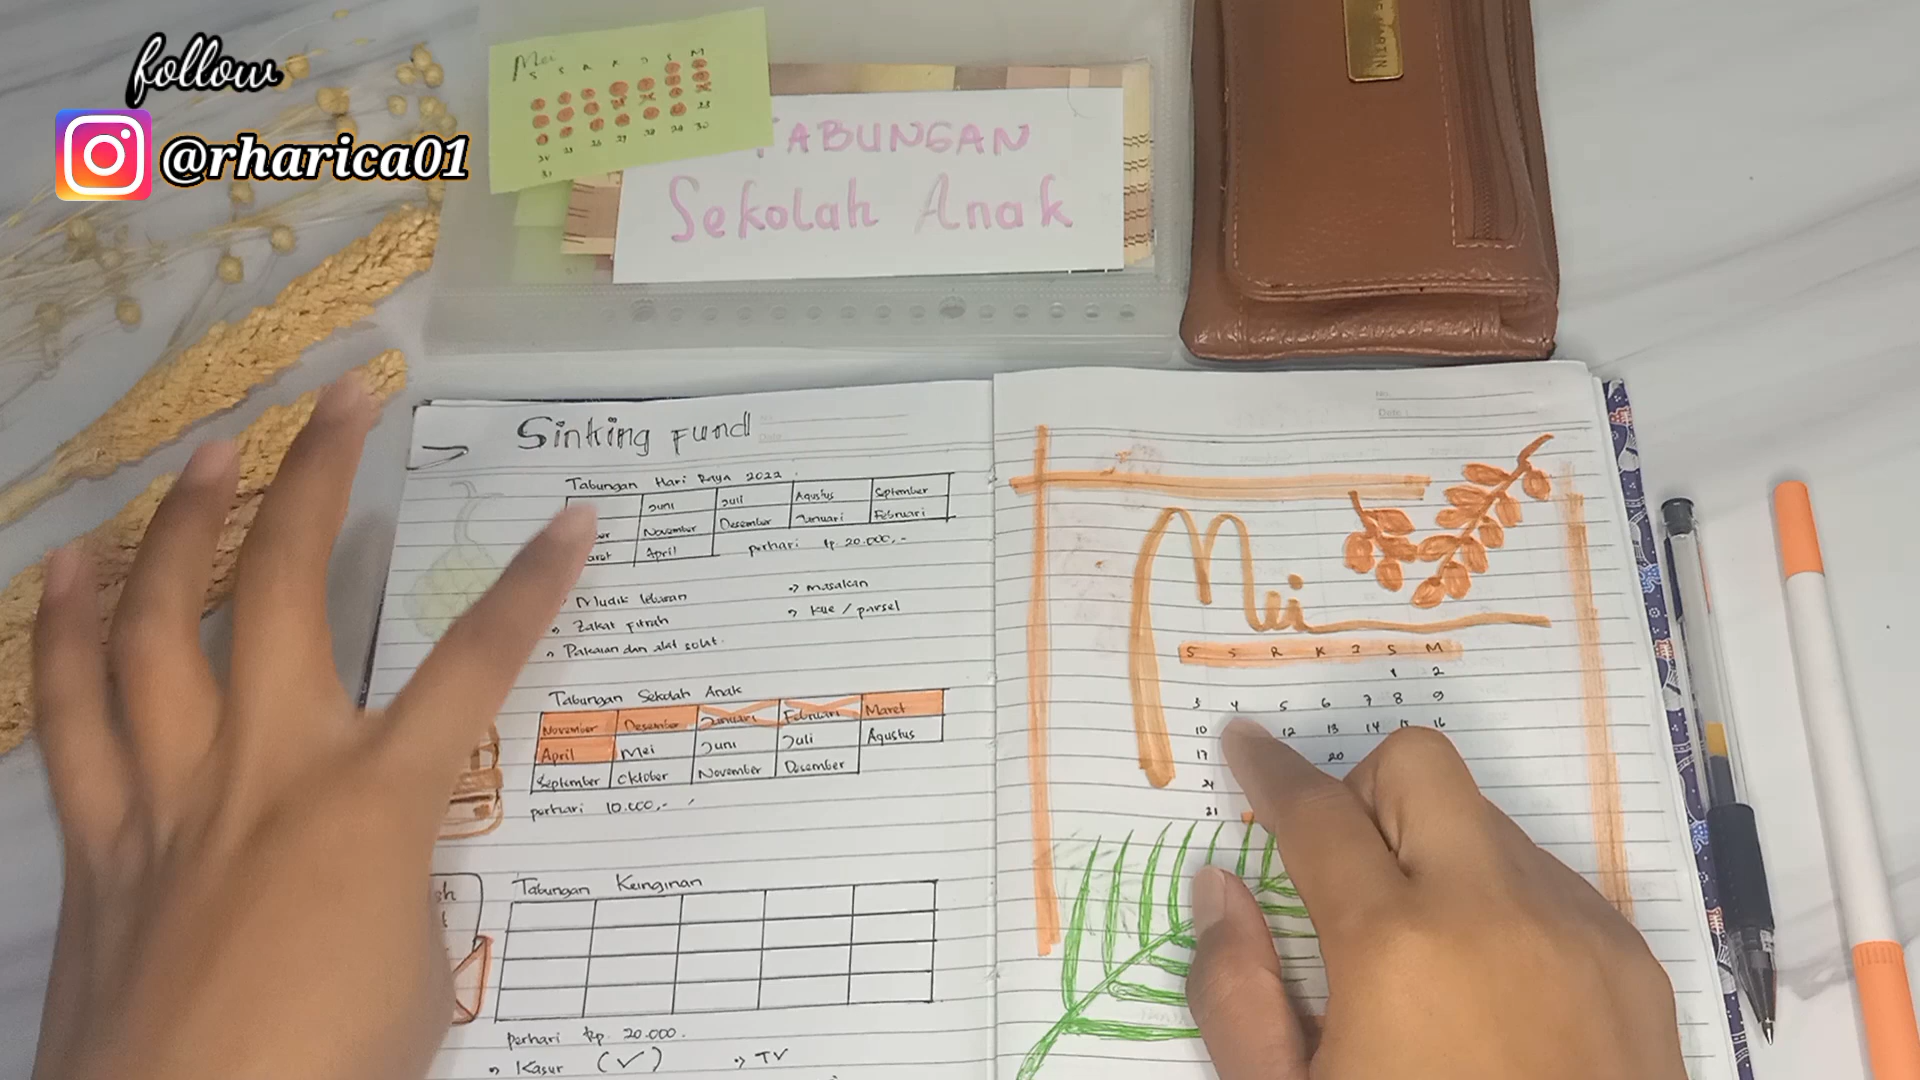 follow
@rharica01
Mei
TABUNGAN
Sekolah Anak
MARTIN
Sinking Fund
Tabungan Hari Raya 2022
Juni Juli Agustus September
November Desember Januari Februari
April
perhari Rp. 20.000,-
Mudik lebaran
Zakat Fitrah
Pakaian dan alat solat
masakan
kue / parsel
Tabungan Sekolah Anak
November Desember Januari Februari Maret
April Mei Juni Juli Agustus
September Oktober November Desember
perhari 10.000,-
Tabungan Keinginan
perhari Rp. 20.000.
Kasur (✓)
TV
No.
Date:
Mei
S S R K J S M
1 2
3 4 5 6 7 8 9
10 12 13 14 15 16
17 20
24
31